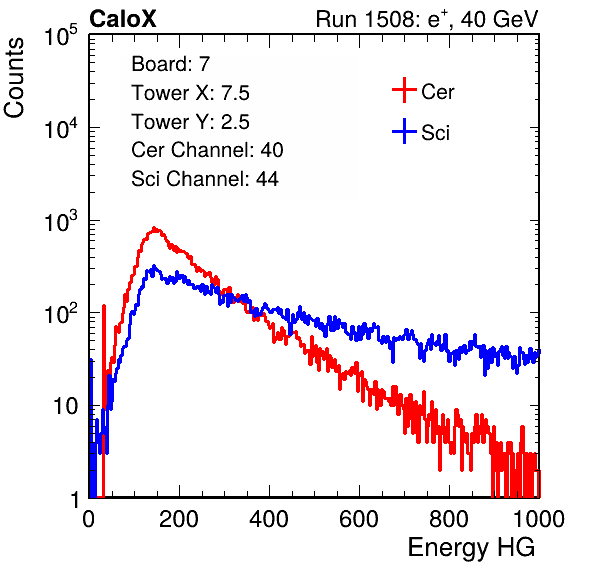 CaloX Run 1508: e⁺, 40 GeV
Counts
10⁵
10⁴
10³
10²
10
1
Board: 7
Tower X: 7.5
Tower Y: 2.5
Cer Channel: 40
Sci Channel: 44
Cer
Sci
0 200 400 600 800 1000
Energy HG